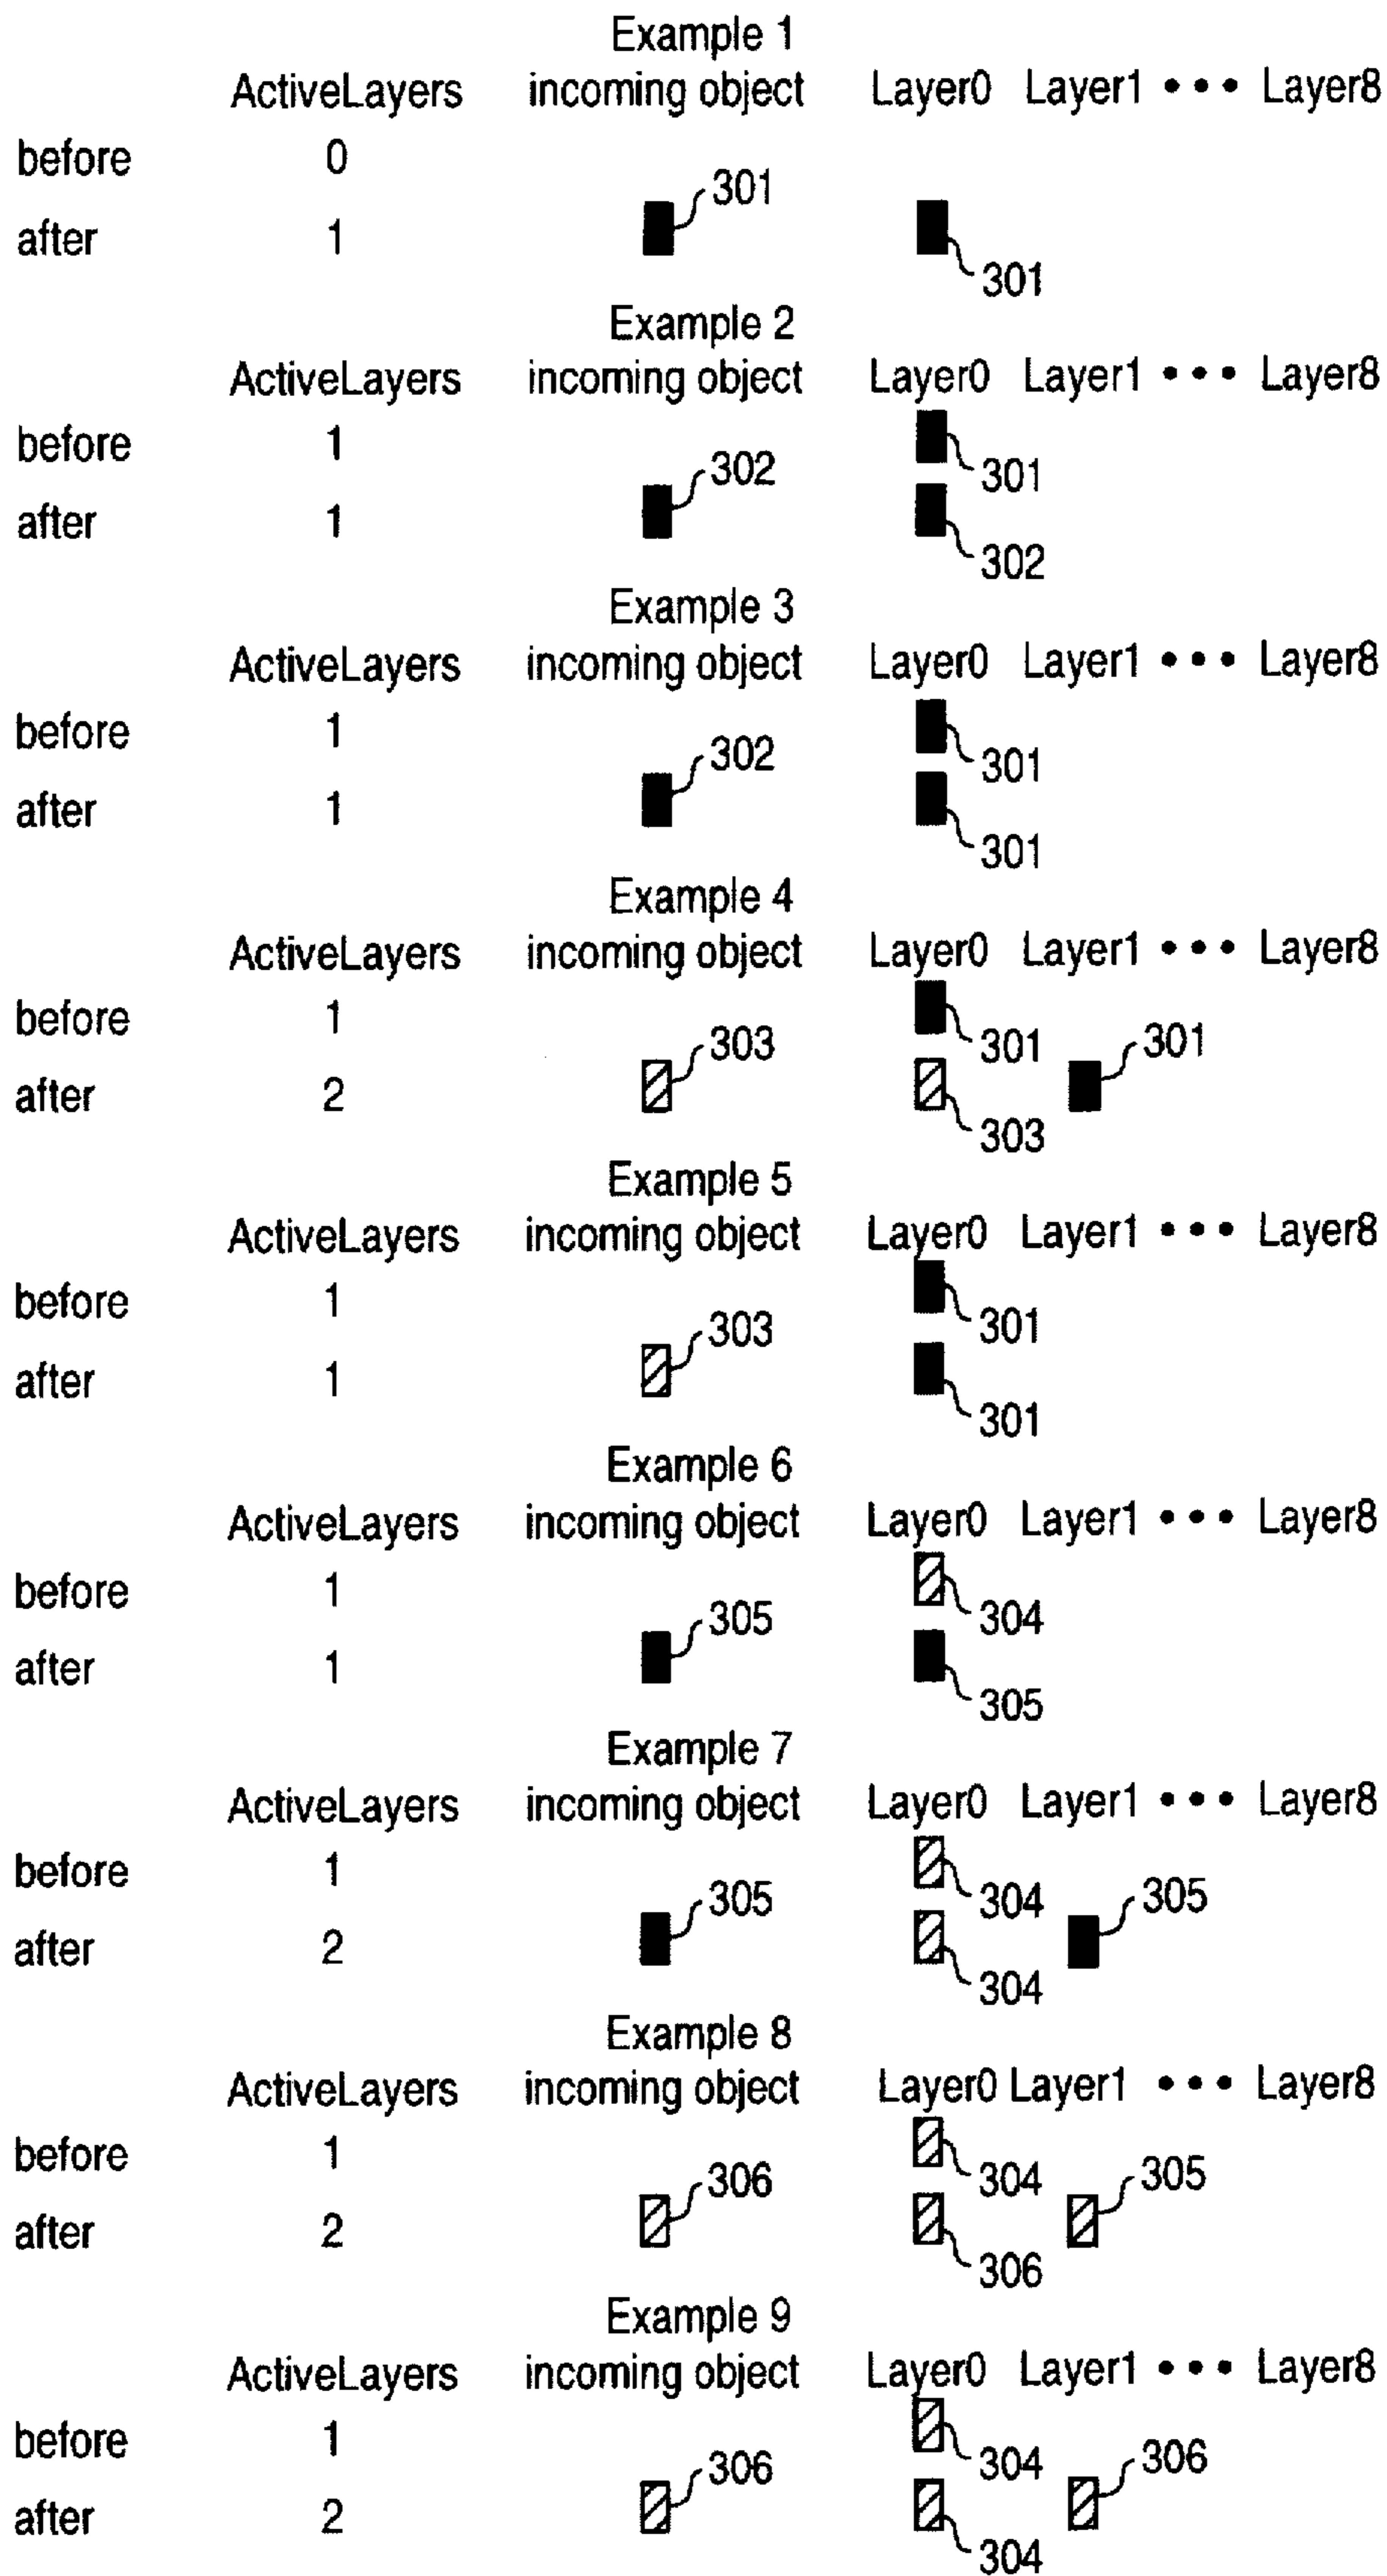 Example 1
ActiveLayers incoming object Layer0 Layer1 • • • Layer8
before 0
301
after 1
301
Example 2
ActiveLayers incoming object Layer0 Layer1 • • • Layer8
before 1
301
302
after 1
302
Example 3
ActiveLayers incoming object Layer0 Layer1 • • • Layer8
before 1
301
302
after 1
301
Example 4
ActiveLayers incoming object Layer0 Layer1 • • • Layer8
before 1
303 301 301
after 2
303
Example 5
ActiveLayers incoming object Layer0 Layer1 • • • Layer8
before 1
303 301
after 1
301
Example 6
ActiveLayers incoming object Layer0 Layer1 • • • Layer8
before 1
305 304
after 1
305
Example 7
ActiveLayers incoming object Layer0 Layer1 • • • Layer8
before 1
305 304 305
after 2
304
Example 8
ActiveLayers incoming object Layer0 Layer1 • • • Layer8
before 1
306 304 305
after 2
306
Example 9
ActiveLayers incoming object Layer0 Layer1 • • • Layer8
before 1
306 304 306
after 2
304